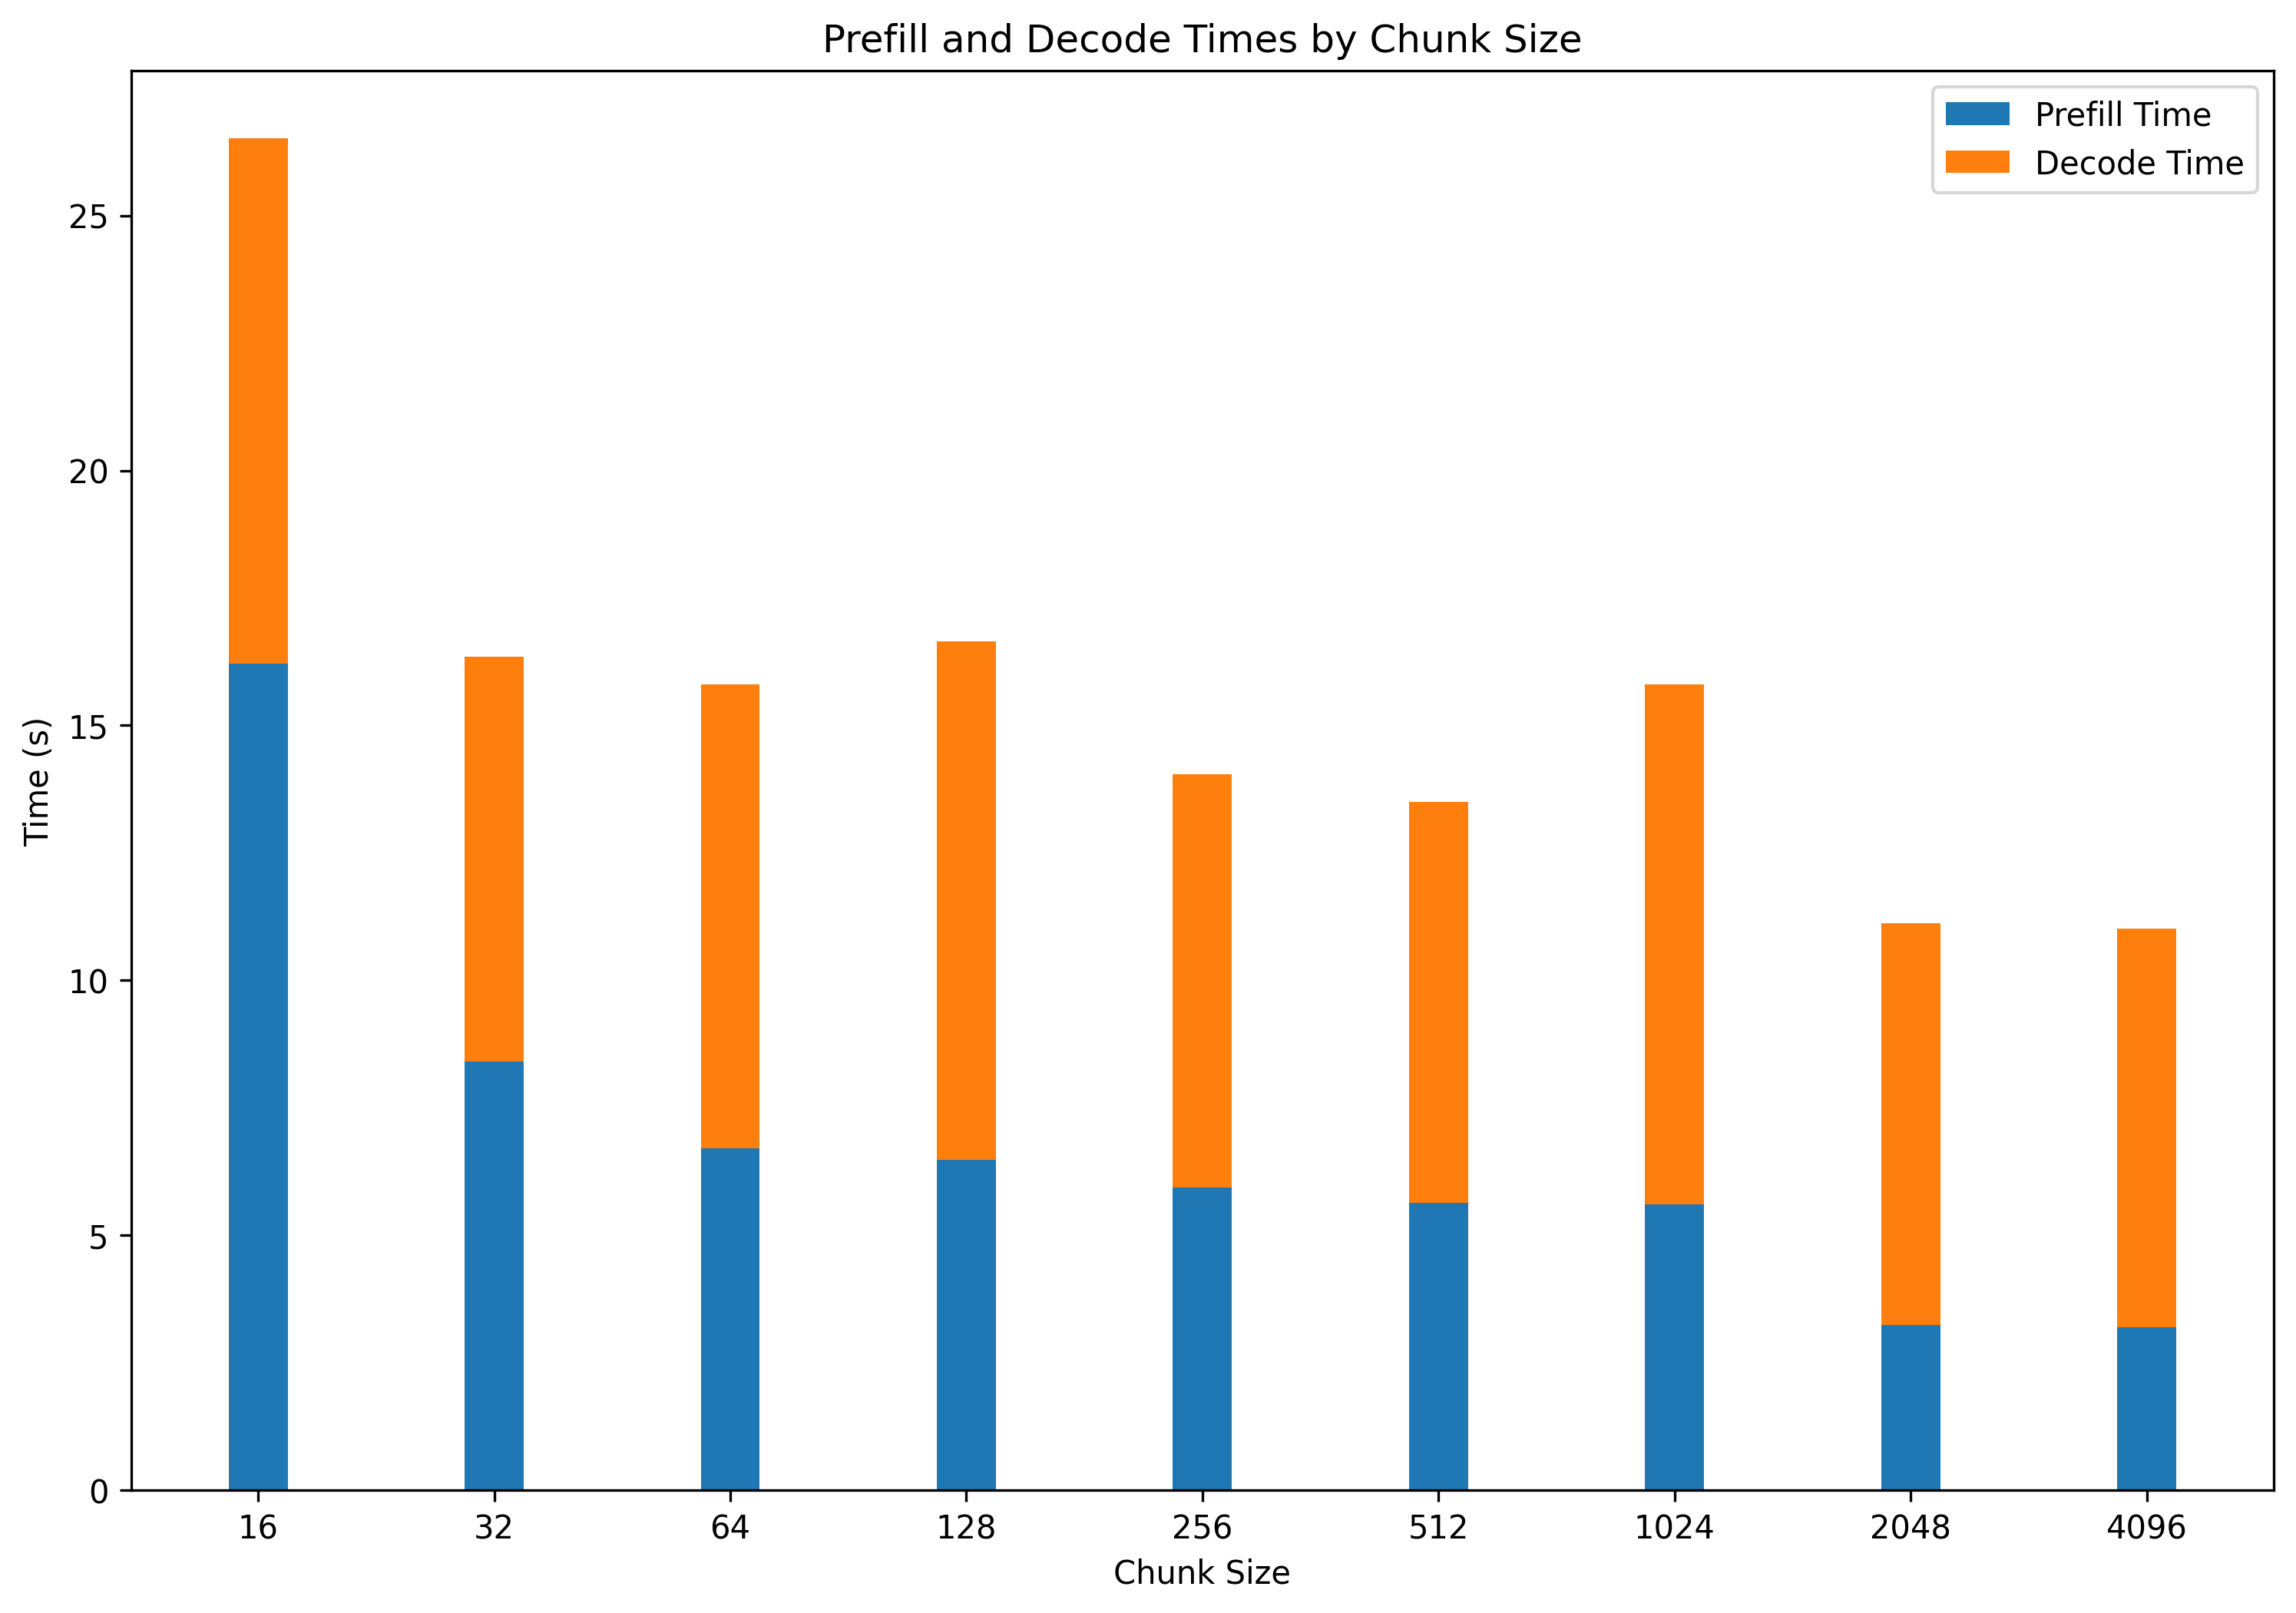 Prefill and Decode Times by Chunk Size
Prefill Time
Decode Time
Time (s)
25
20
15
10
5
0
16 32 64 128 256 512 1024 2048 4096
Chunk Size